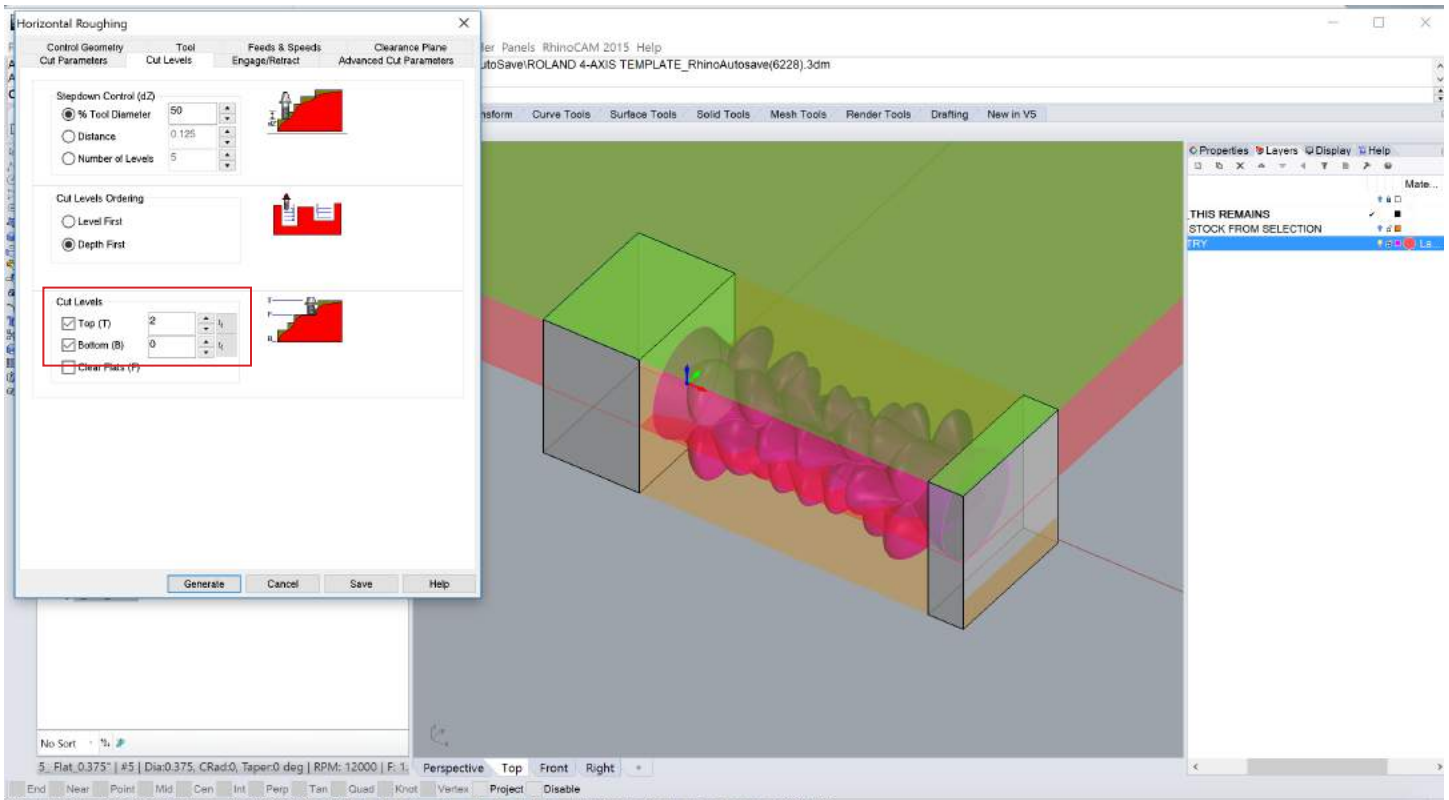 Horizontal Roughing
Control Geometry Tool Feeds & Speeds Clearance Plane
Cut Parameters Cut Levels Engage/Retract Advanced Cut Parameters
Stepdown Control (dZ)
% Tool Diameter 50
Distance 0.125
Number of Levels 5
Cut Levels Ordering
Level First
Depth First
Cut Levels
Top (T) 2
Bottom (B) 0
Clear Flats (F)
Generate Cancel Save Help
Panels RhinoCAM 2015 Help
utoSave\ROLAND 4-AXIS TEMPLATE_RhinoAutosave(6228).3dm
nsform Curve Tools Surface Tools Solid Tools Mesh Tools Render Tools Drafting New in V5
Properties Layers Display Help
Mate...
THIS REMAINS
STOCK FROM SELECTION
TRY La...
No Sort
5_ Flat_0.375" | #5 | Dia:0.375, CRad:0, Taper:0 deg | RPM: 12000 | F: 1.
Perspective Top Front Right
End Near Point Mid Cen Int Perp Tan Quad Knot Vertex Project Disable